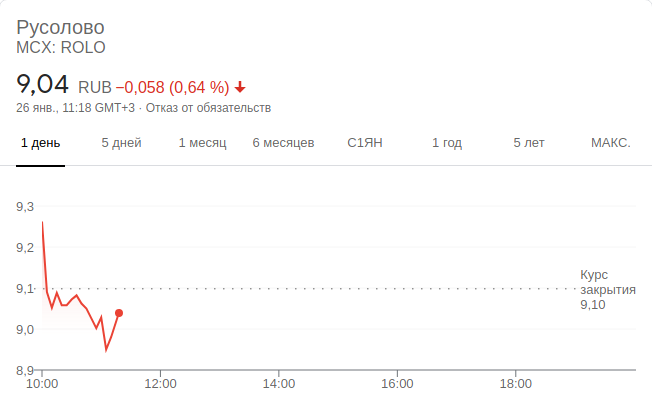 Русолово
MCX: ROLO
9,04 RUB −0,058 (0,64 %)
26 янв., 11:18 GMT+3 · Отказ от обязательств
1 день 5 дней 1 месяц 6 месяцев С1ЯН 1 год 5 лет МАКС.
9,3
9,2
9,1
9,0
8,9
Курс
закрытия
9,10
10:00 12:00 14:00 16:00 18:00